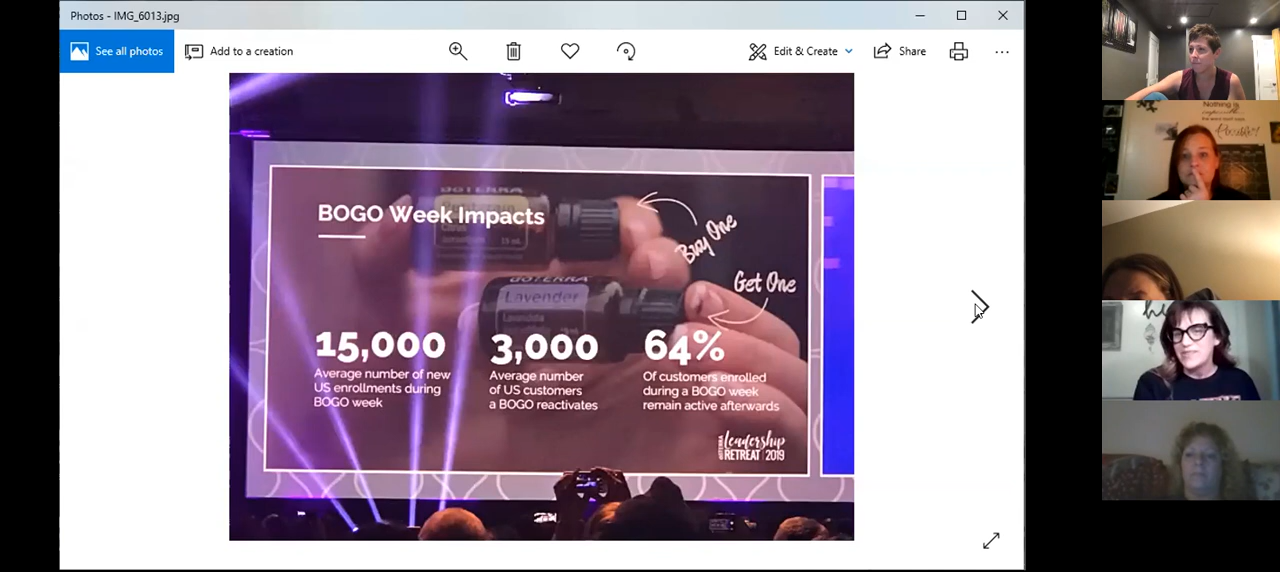 Photos - IMG_6013.jpg
See all photos
Add to a creation
Edit & Create
Share
BOGO Week Impacts
Buy One
Get One
Lavender
15,000
Average number of new
US enrollments during
BOGO week
3,000
Average number
of US customers
a BOGO reactivates
64%
Of customers enrolled
during a BOGO week
remain active afterwards
Leadership
RETREAT 2019
Nothing is